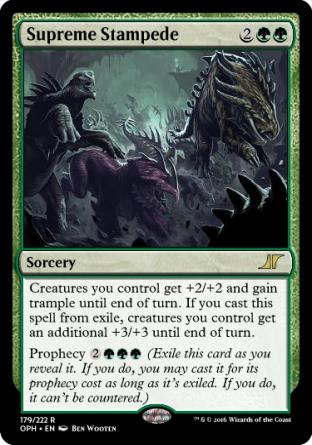 Supreme Stampede 2
Sorcery
Creatures you control get +2/+2 and gain
trample until end of turn. If you cast this
spell from exile, creatures you control get
an additional +3/+3 until end of turn.
Prophecy 2 (Exile this card as you
reveal it. If you do, you may cast it for its
prophecy cost as long as it's exiled. If you do,
it can't be countered.)
179/222 R
OPH • EN BEN WOOTEN
™ & © 2016 Wizards of the Coast